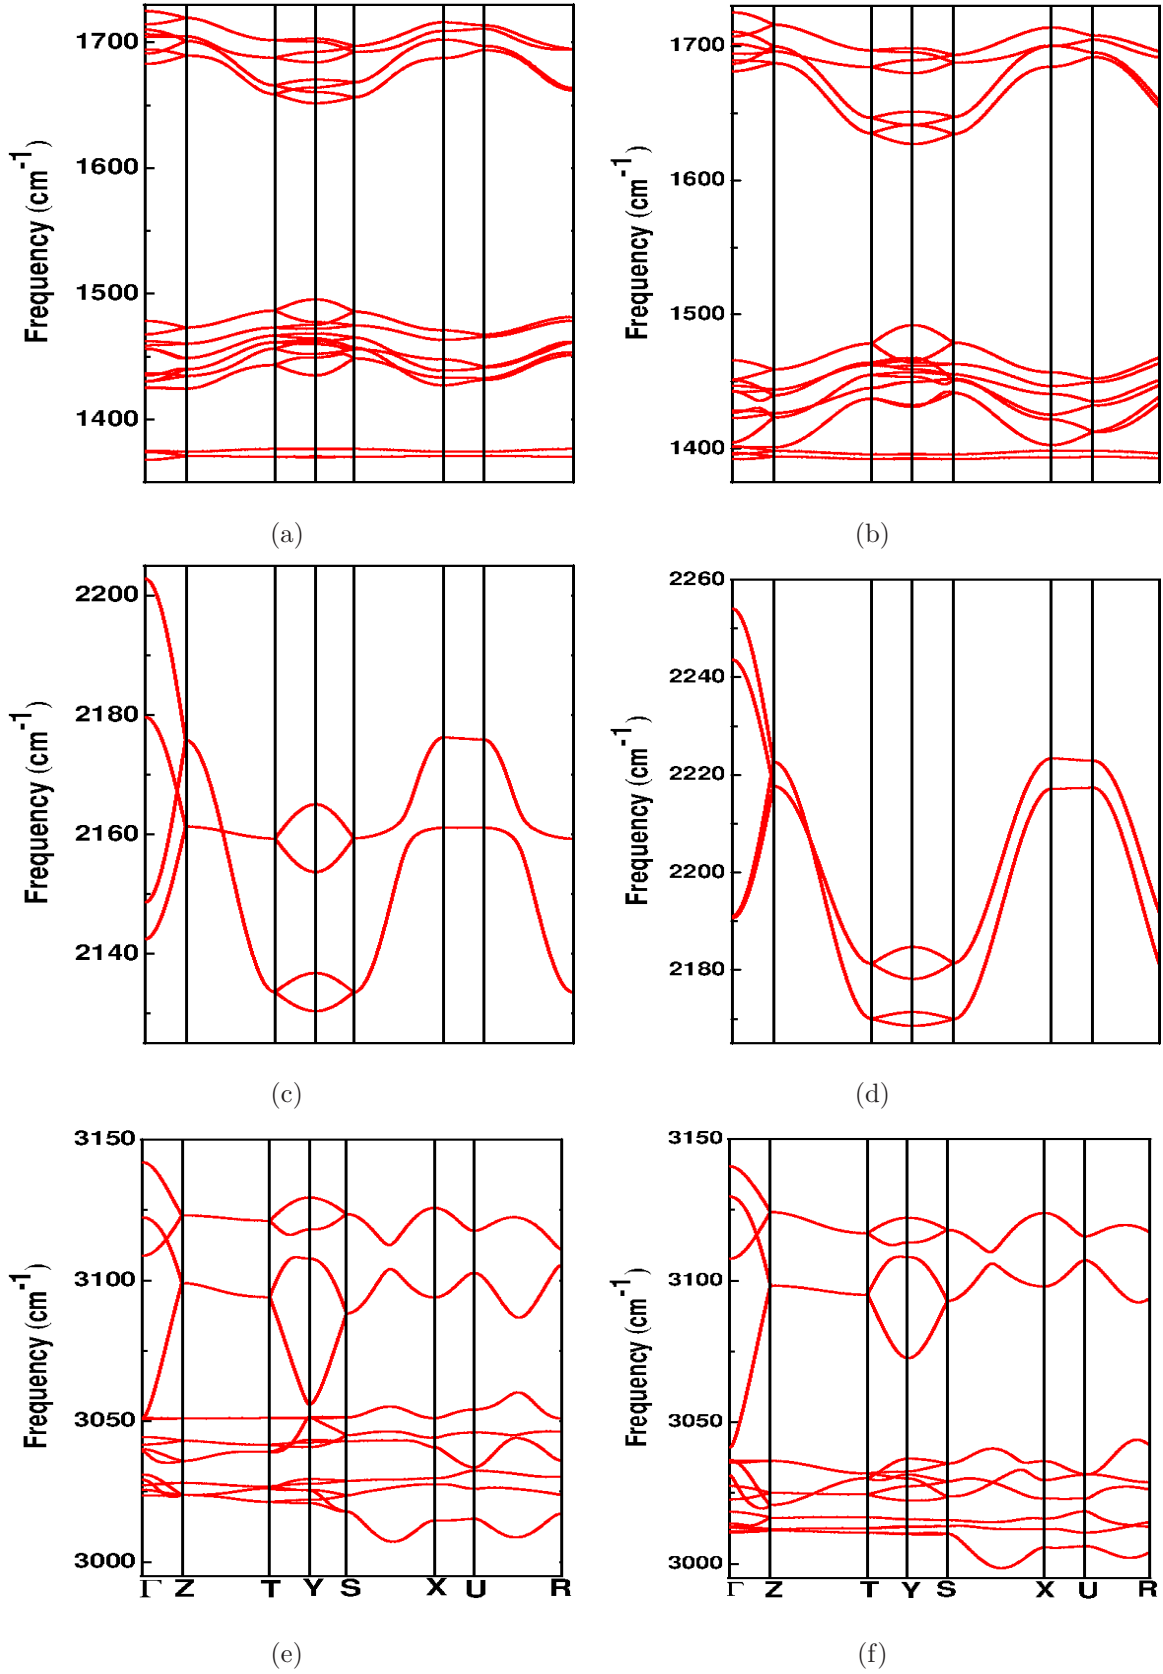 1700
1600
1500
1400
Frequency (cm-1)
(a)
1700
1600
1500
1400
Frequency (cm-1)
(b)
2200
2180
2160
2140
Frequency (cm-1)
(c)
2260
2240
2220
2200
2180
Frequency (cm-1)
(d)
3150
3100
3050
3000
Frequency (cm-1)
Γ Z T Y S X U R
(e)
3150
3100
3050
3000
Frequency (cm-1)
Γ Z T Y S X U R
(f)